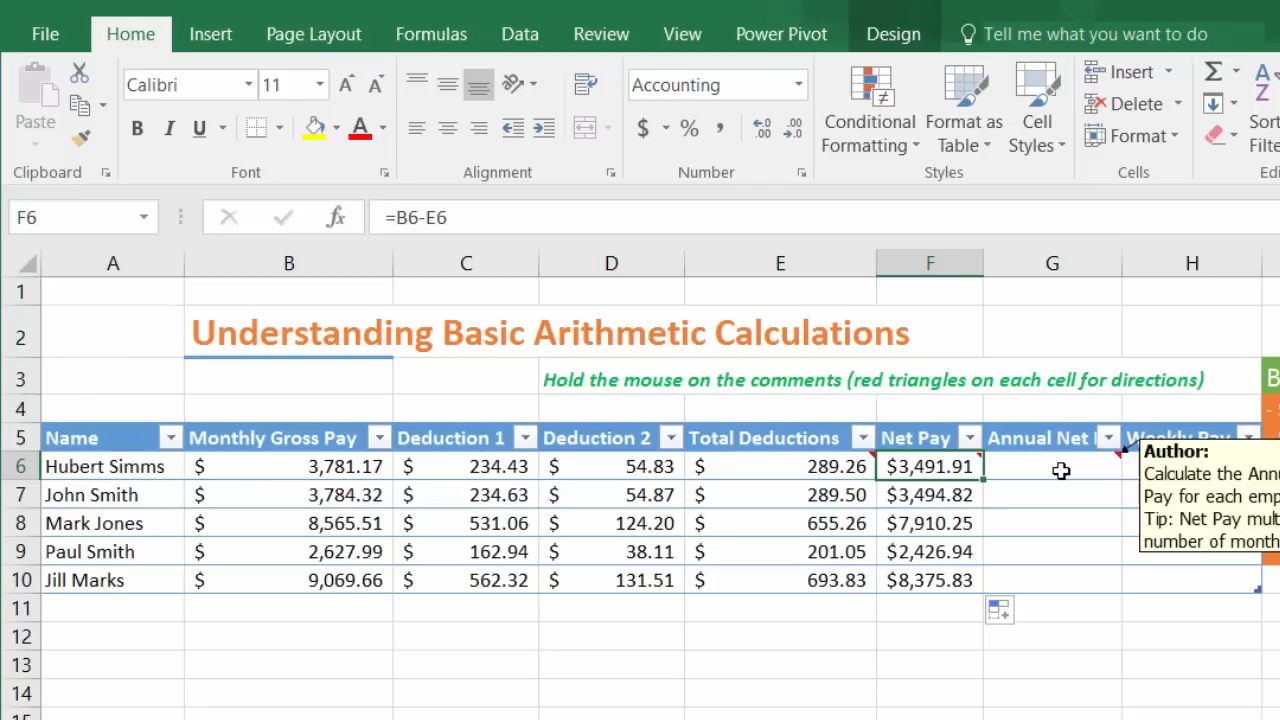 File Home Insert Page Layout Formulas Data Review View Power Pivot Design Tell me what you want to do
Calibri 11 Accounting Insert
Paste Delete
Conditional Formatting Format as Table Cell Styles Format
B I U $ %
Clipboard Font Alignment Number Styles Cells
F6 fx =B6-E6
A B C D E F G H
1
2 Understanding Basic Arithmetic Calculations
3 Hold the mouse on the comments (red triangles on each cell for directions)
4
5 Name Monthly Gross Pay Deduction 1 Deduction 2 Total Deductions Net Pay Annual Net Weekly Pay
6 Hubert Simms $ 3,781.17 $ 234.43 $ 54.83 $ 289.26 $3,491.91
7 John Smith $ 3,784.32 $ 234.63 $ 54.87 $ 289.50 $3,494.82
8 Mark Jones $ 8,565.51 $ 531.06 $ 124.20 $ 655.26 $7,910.25
9 Paul Smith $ 2,627.99 $ 162.94 $ 38.11 $ 201.05 $2,426.94
10 Jill Marks $ 9,069.66 $ 562.32 $ 131.51 $ 693.83 $8,375.83
11
12
13
14
Author:
Calculate the Annu
Pay for each emp
Tip: Net Pay mult
number of month